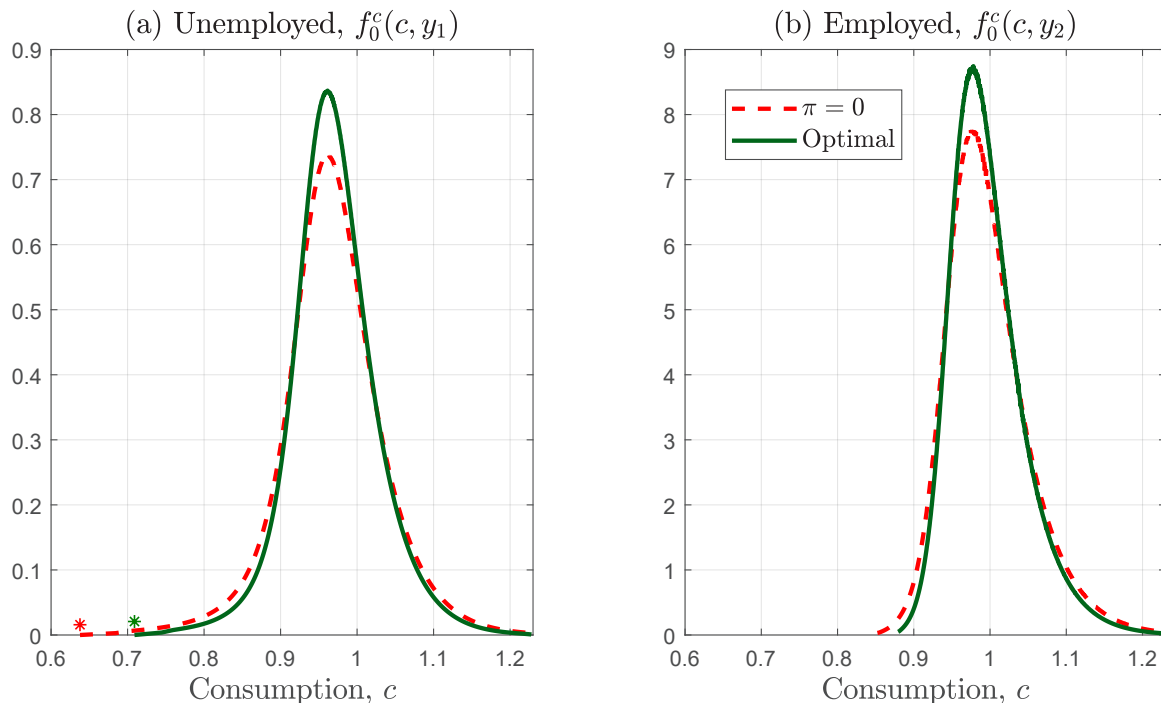 (a) Unemployed, $f_0^c(c, y_1)$
0.9
0.8
0.7
0.6
0.5
0.4
0.3
0.2
0.1
0
0.6 0.7 0.8 0.9 1 1.1 1.2
Consumption, $c$
(b) Employed, $f_0^c(c, y_2)$
π = 0
Optimal
9
8
7
6
5
4
3
2
1
0
0.6 0.7 0.8 0.9 1 1.1 1.2
Consumption, $c$